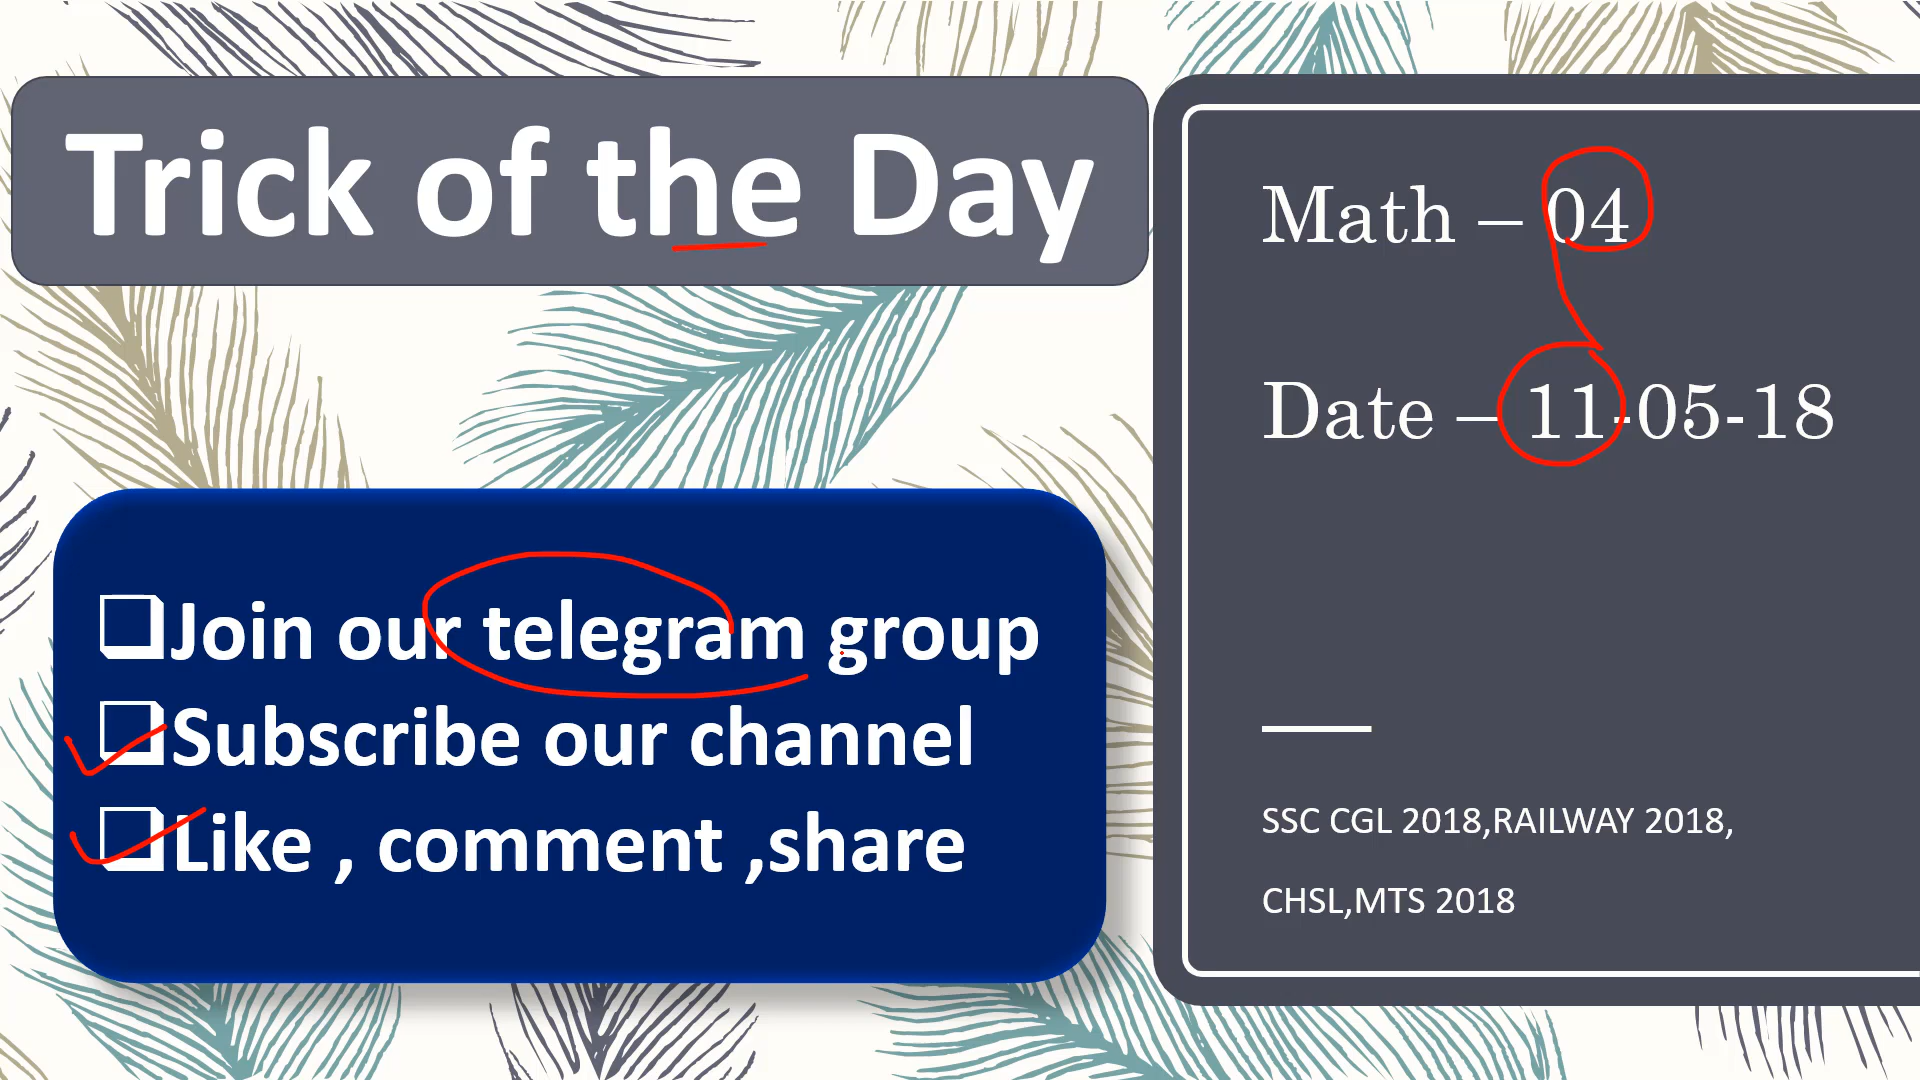 Trick of the Day
Math – 04
Date – 11-05-18
Join our telegram group
Subscribe our channel
Like , comment ,share
SSC CGL 2018,RAILWAY 2018,
CHSL,MTS 2018